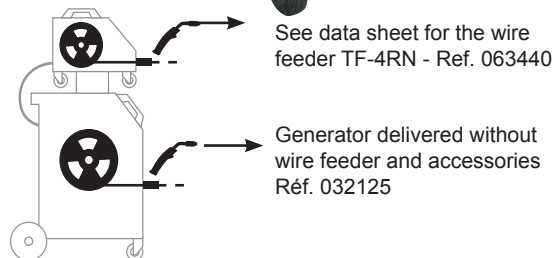 See data sheet for the wire
feeder TF-4RN - Ref. 063440
Generator delivered without
wire feeder and accessories
Réf. 032125